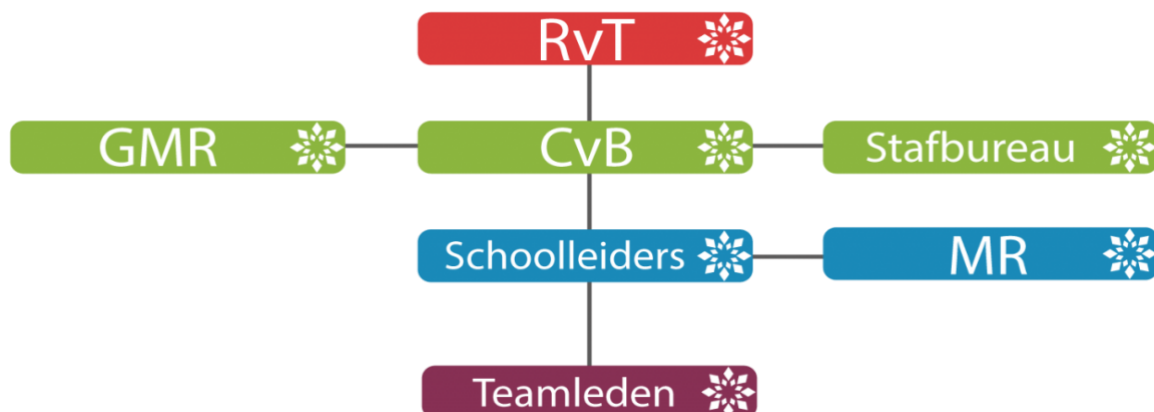 RvT
GMR
CvB
Stafbureau
Schoolleiders
MR
Teamleden